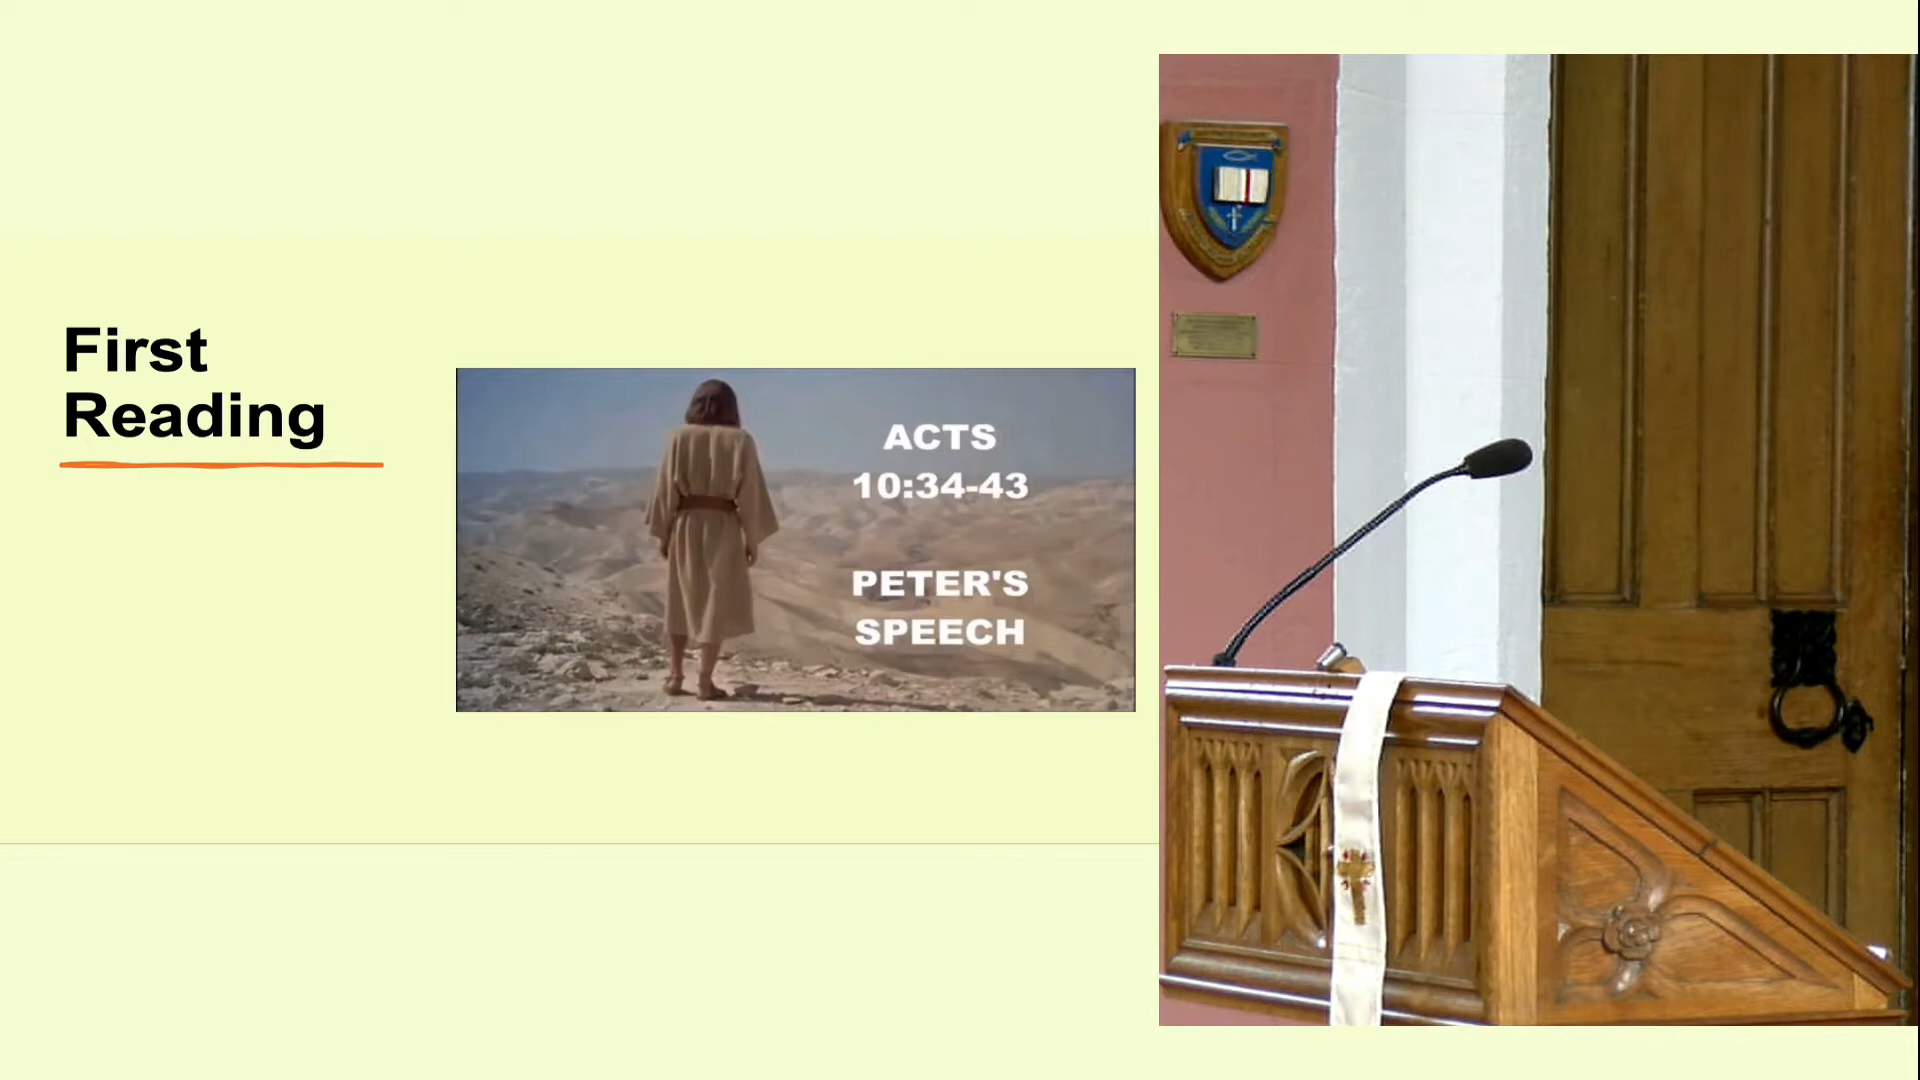 First
Reading
ACTS
10:34-43
PETER'S
SPEECH